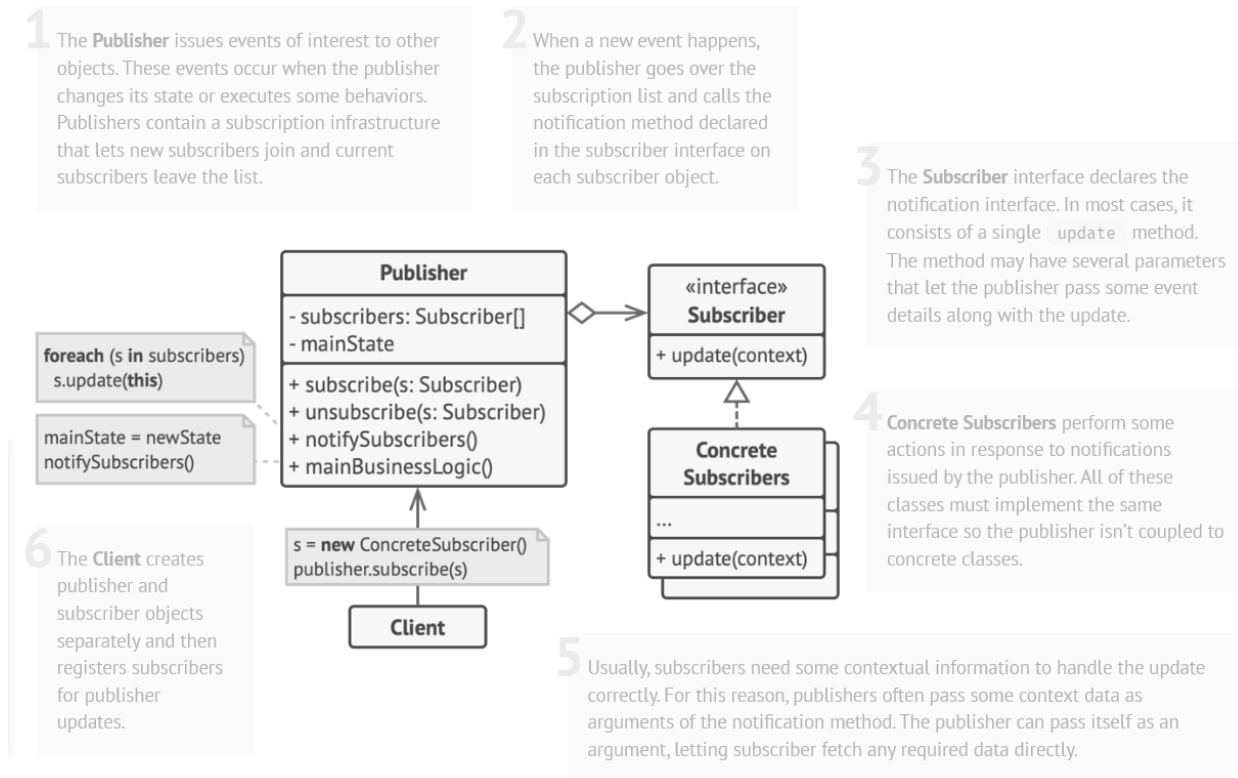 1
The Publisher issues events of interest to other
objects. These events occur when the publisher
changes its state or executes some behaviors.
Publishers contain a subscription infrastructure
that lets new subscribers join and current
subscribers leave the list.
2
When a new event happens,
the publisher goes over the
subscription list and calls the
notification method declared
in the subscriber interface on
each subscriber object.
3
The Subscriber interface declares the
notification interface. In most cases, it
consists of a single update method.
The method may have several parameters
that let the publisher pass some event
details along with the update.
Publisher
- subscribers: Subscriber[]
- mainState
+ subscribe(s: Subscriber)
+ unsubscribe(s: Subscriber)
+ notifySubscribers()
+ mainBusinessLogic()
«interface»
Subscriber
+ update(context)
foreach (s in subscribers)
s.update(this)
mainState = newState
notifySubscribers()
Concrete
Subscribers
...
+ update(context)
4
Concrete Subscribers perform some
actions in response to notifications
issued by the publisher. All of these
classes must implement the same
interface so the publisher isn't coupled to
concrete classes.
s = new ConcreteSubscriber()
publisher.subscribe(s)
Client
6
The Client creates
publisher and
subscriber objects
separately and then
registers subscribers
for publisher
updates.
5
Usually, subscribers need some contextual information to handle the update
correctly. For this reason, publishers often pass some context data as
arguments of the notification method. The publisher can pass itself as an
argument, letting subscriber fetch any required data directly.